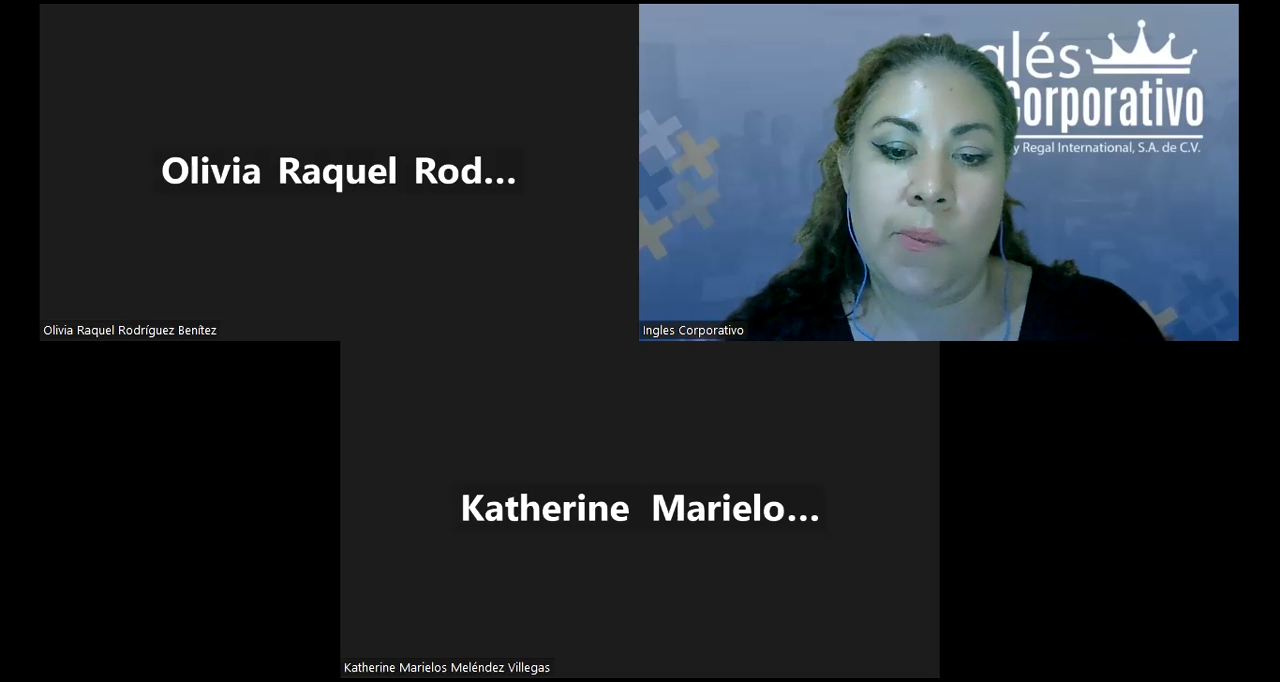 Olivia Raquel Rod...
Olivia Raquel Rodríguez Benítez
nglés
Corporativo
y Regal International, S.A. de C.V.
Ingles Corporativo
Katherine Marielo...
Katherine Marielos Meléndez Villegas